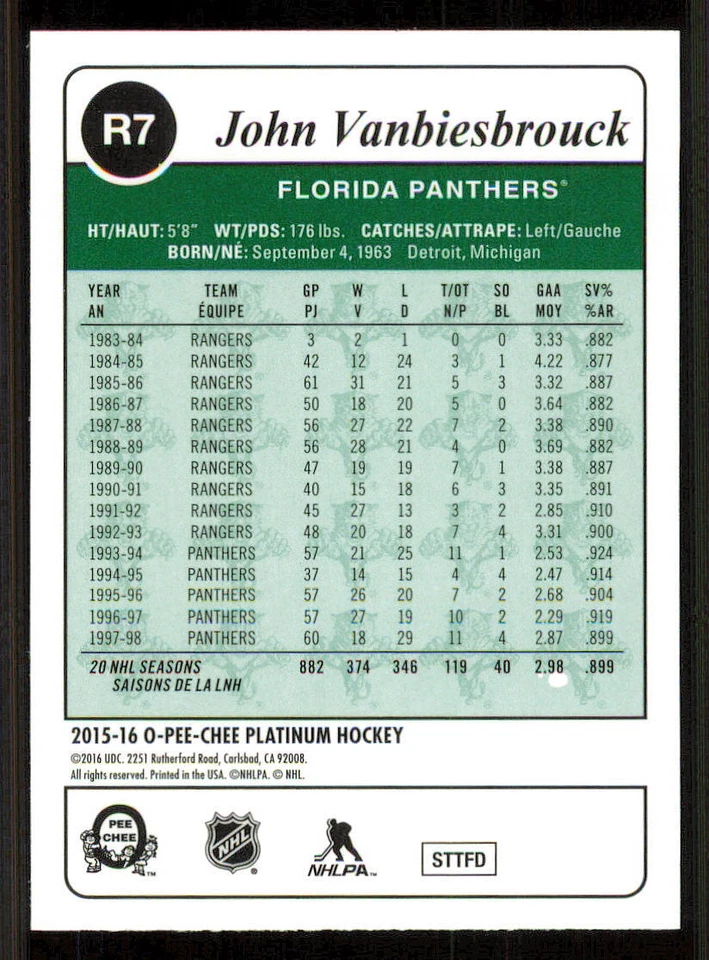 R7
John Vanbiesbrouck
FLORIDA PANTHERS®
HT/HAUT: 5'8" WT/PDS: 176 lbs. CATCHES/ATTRAPE: Left/Gauche
BORN/NÉ: September 4, 1963 Detroit, Michigan
YEAR TEAM GP W L T/OT SO GAA SV%
AN ÉQUIPE PJ V D N/P BL MOY %AR
1983-84 RANGERS 3 2 1 0 0 3.33 .882
1984-85 RANGERS 42 12 24 3 1 4.22 .877
1985-86 RANGERS 61 31 21 5 3 3.32 .887
1986-87 RANGERS 50 18 20 5 0 3.64 .882
1987-88 RANGERS 56 27 22 7 2 3.38 .890
1988-89 RANGERS 56 28 21 4 0 3.69 .882
1989-90 RANGERS 47 19 19 7 1 3.38 .887
1990-91 RANGERS 40 15 18 6 3 3.35 .891
1991-92 RANGERS 45 27 13 3 2 2.85 .910
1992-93 RANGERS 48 20 18 7 4 3.31 .900
1993-94 PANTHERS 57 21 25 11 1 2.53 .924
1994-95 PANTHERS 37 14 15 4 4 2.47 .914
1995-96 PANTHERS 57 26 20 7 2 2.68 .904
1996-97 PANTHERS 57 27 19 10 2 2.29 .919
1997-98 PANTHERS 60 18 29 11 4 2.87 .899
20 NHL SEASONS 882 374 346 119 40 2.98 .899
SAISONS DE LA LNH
2015-16 O-PEE-CHEE PLATINUM HOCKEY
©2016 UDC. 2251 Rutherford Road, Carlsbad, CA 92008.
All rights reserved. Printed in the USA. ©NHLPA. © NHL.
PEE
CHEE
TM
NHL
®
NHLPA™
STTFD